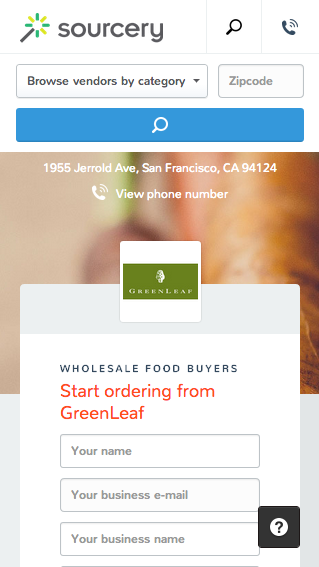 sourcery
Browse vendors by category
Zipcode
1955 Jerrold Ave, San Francisco, CA 94124
View phone number
GREENLEAF
WHOLESALE FOOD BUYERS
Start ordering from
GreenLeaf
Your name
Your business e-mail
Your business name
?